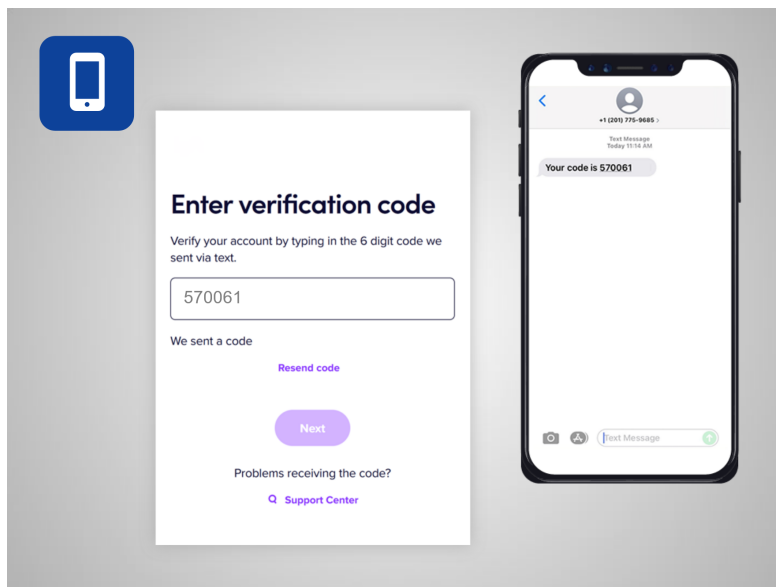 Enter verification code
Verify your account by typing in the 6 digit code we
sent via text.
570061
We sent a code
Resend code
Next
Problems receiving the code?
Support Center
+1 (201) 775-9685 >
Text Message
Today 11:14 AM
Your code is 570061
Text Message